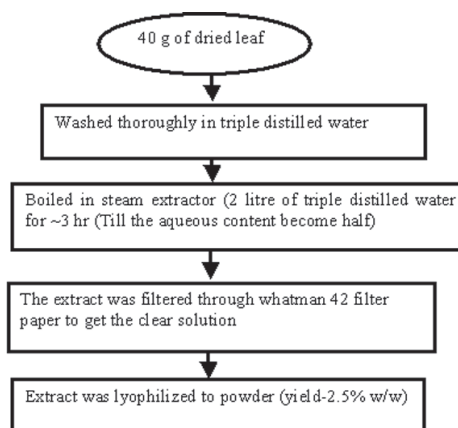 40 g of dried leaf
Washed thoroughly in triple distilled water
Boiled in steam extractor (2 litre of triple distilled water
for ~3 hr (Till the aqueous content become half)
The extract was filtered through whatman 42 filter
paper to get the clear solution
Extract was lyophilized to powder (yield-2.5% w/w)